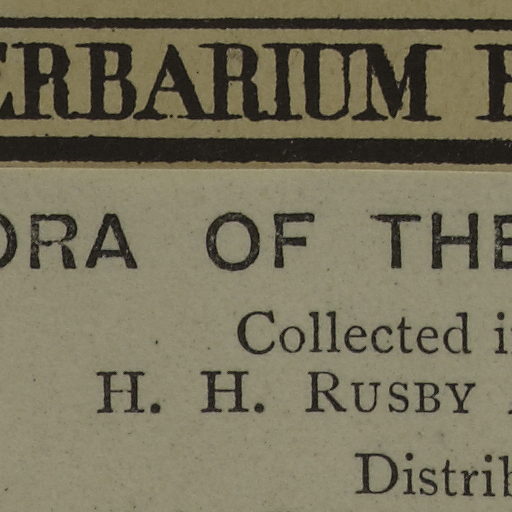 ERBARIUM
ORA OF THE
Collected
H. H. RUSBY
Distrib